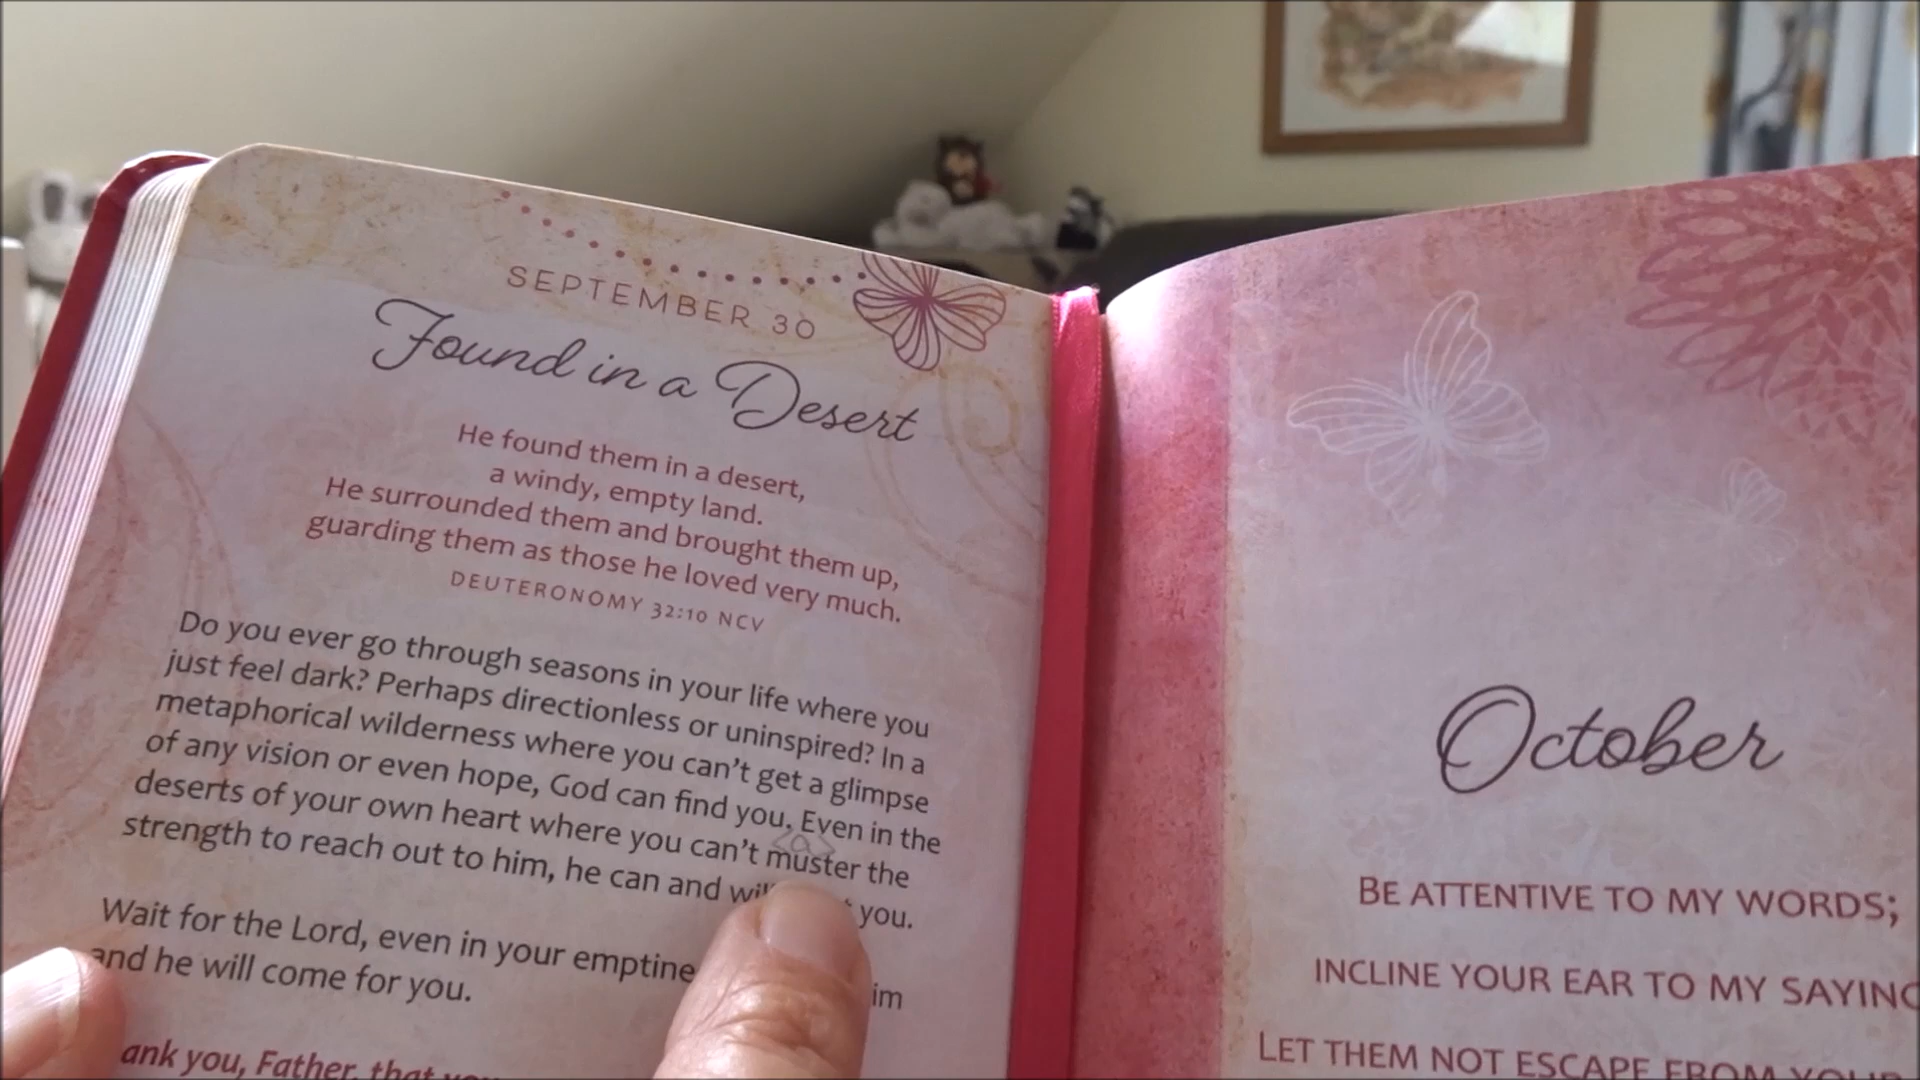 SEPTEMBER 30
Found in a Desert
He found them in a desert,
a windy, empty land.
He surrounded them and brought them up,
guarding them as those he loved very much.
DEUTERONOMY 32:10 NCV
Do you ever go through seasons in your life where you
just feel dark? Perhaps directionless or uninspired? In a
metaphorical wilderness where you can't get a glimpse
of any vision or even hope, God can find you. Even in the
deserts of your own heart where you can't muster the
strength to reach out to him, he can and you.
Wait for the Lord, even in your
and he will come for you.
you, Father, that
October
BE ATTENTIVE TO MY WORDS;
INCLINE YOUR EAR TO MY
LET THEM NOT ESCAPE FROM